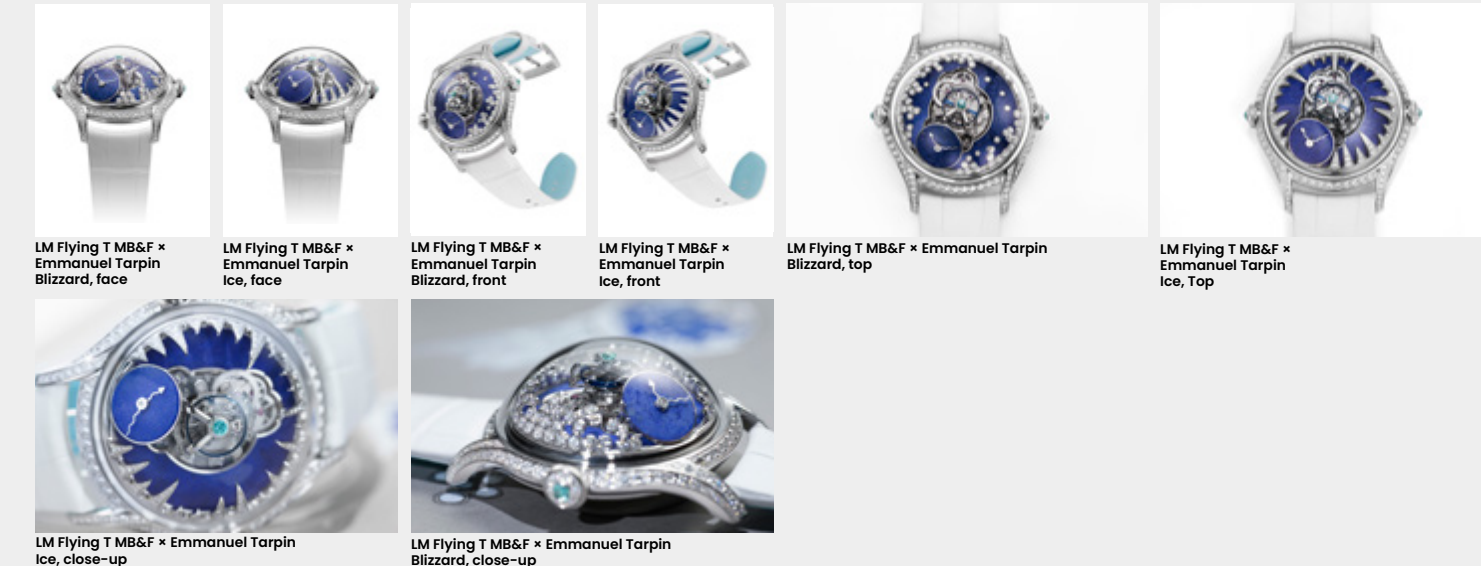 LM Flying T MB&F ×
Emmanuel Tarpin
Blizzard, face
LM Flying T MB&F ×
Emmanuel Tarpin
Ice, face
LM Flying T MB&F ×
Emmanuel Tarpin
Blizzard, front
LM Flying T MB&F ×
Emmanuel Tarpin
Ice, front
LM Flying T MB&F × Emmanuel Tarpin
Blizzard, top
LM Flying T MB&F ×
Emmanuel Tarpin
Ice, Top
LM Flying T MB&F × Emmanuel Tarpin
Ice, close-up
LM Flying T MB&F × Emmanuel Tarpin
Blizzard, close-up